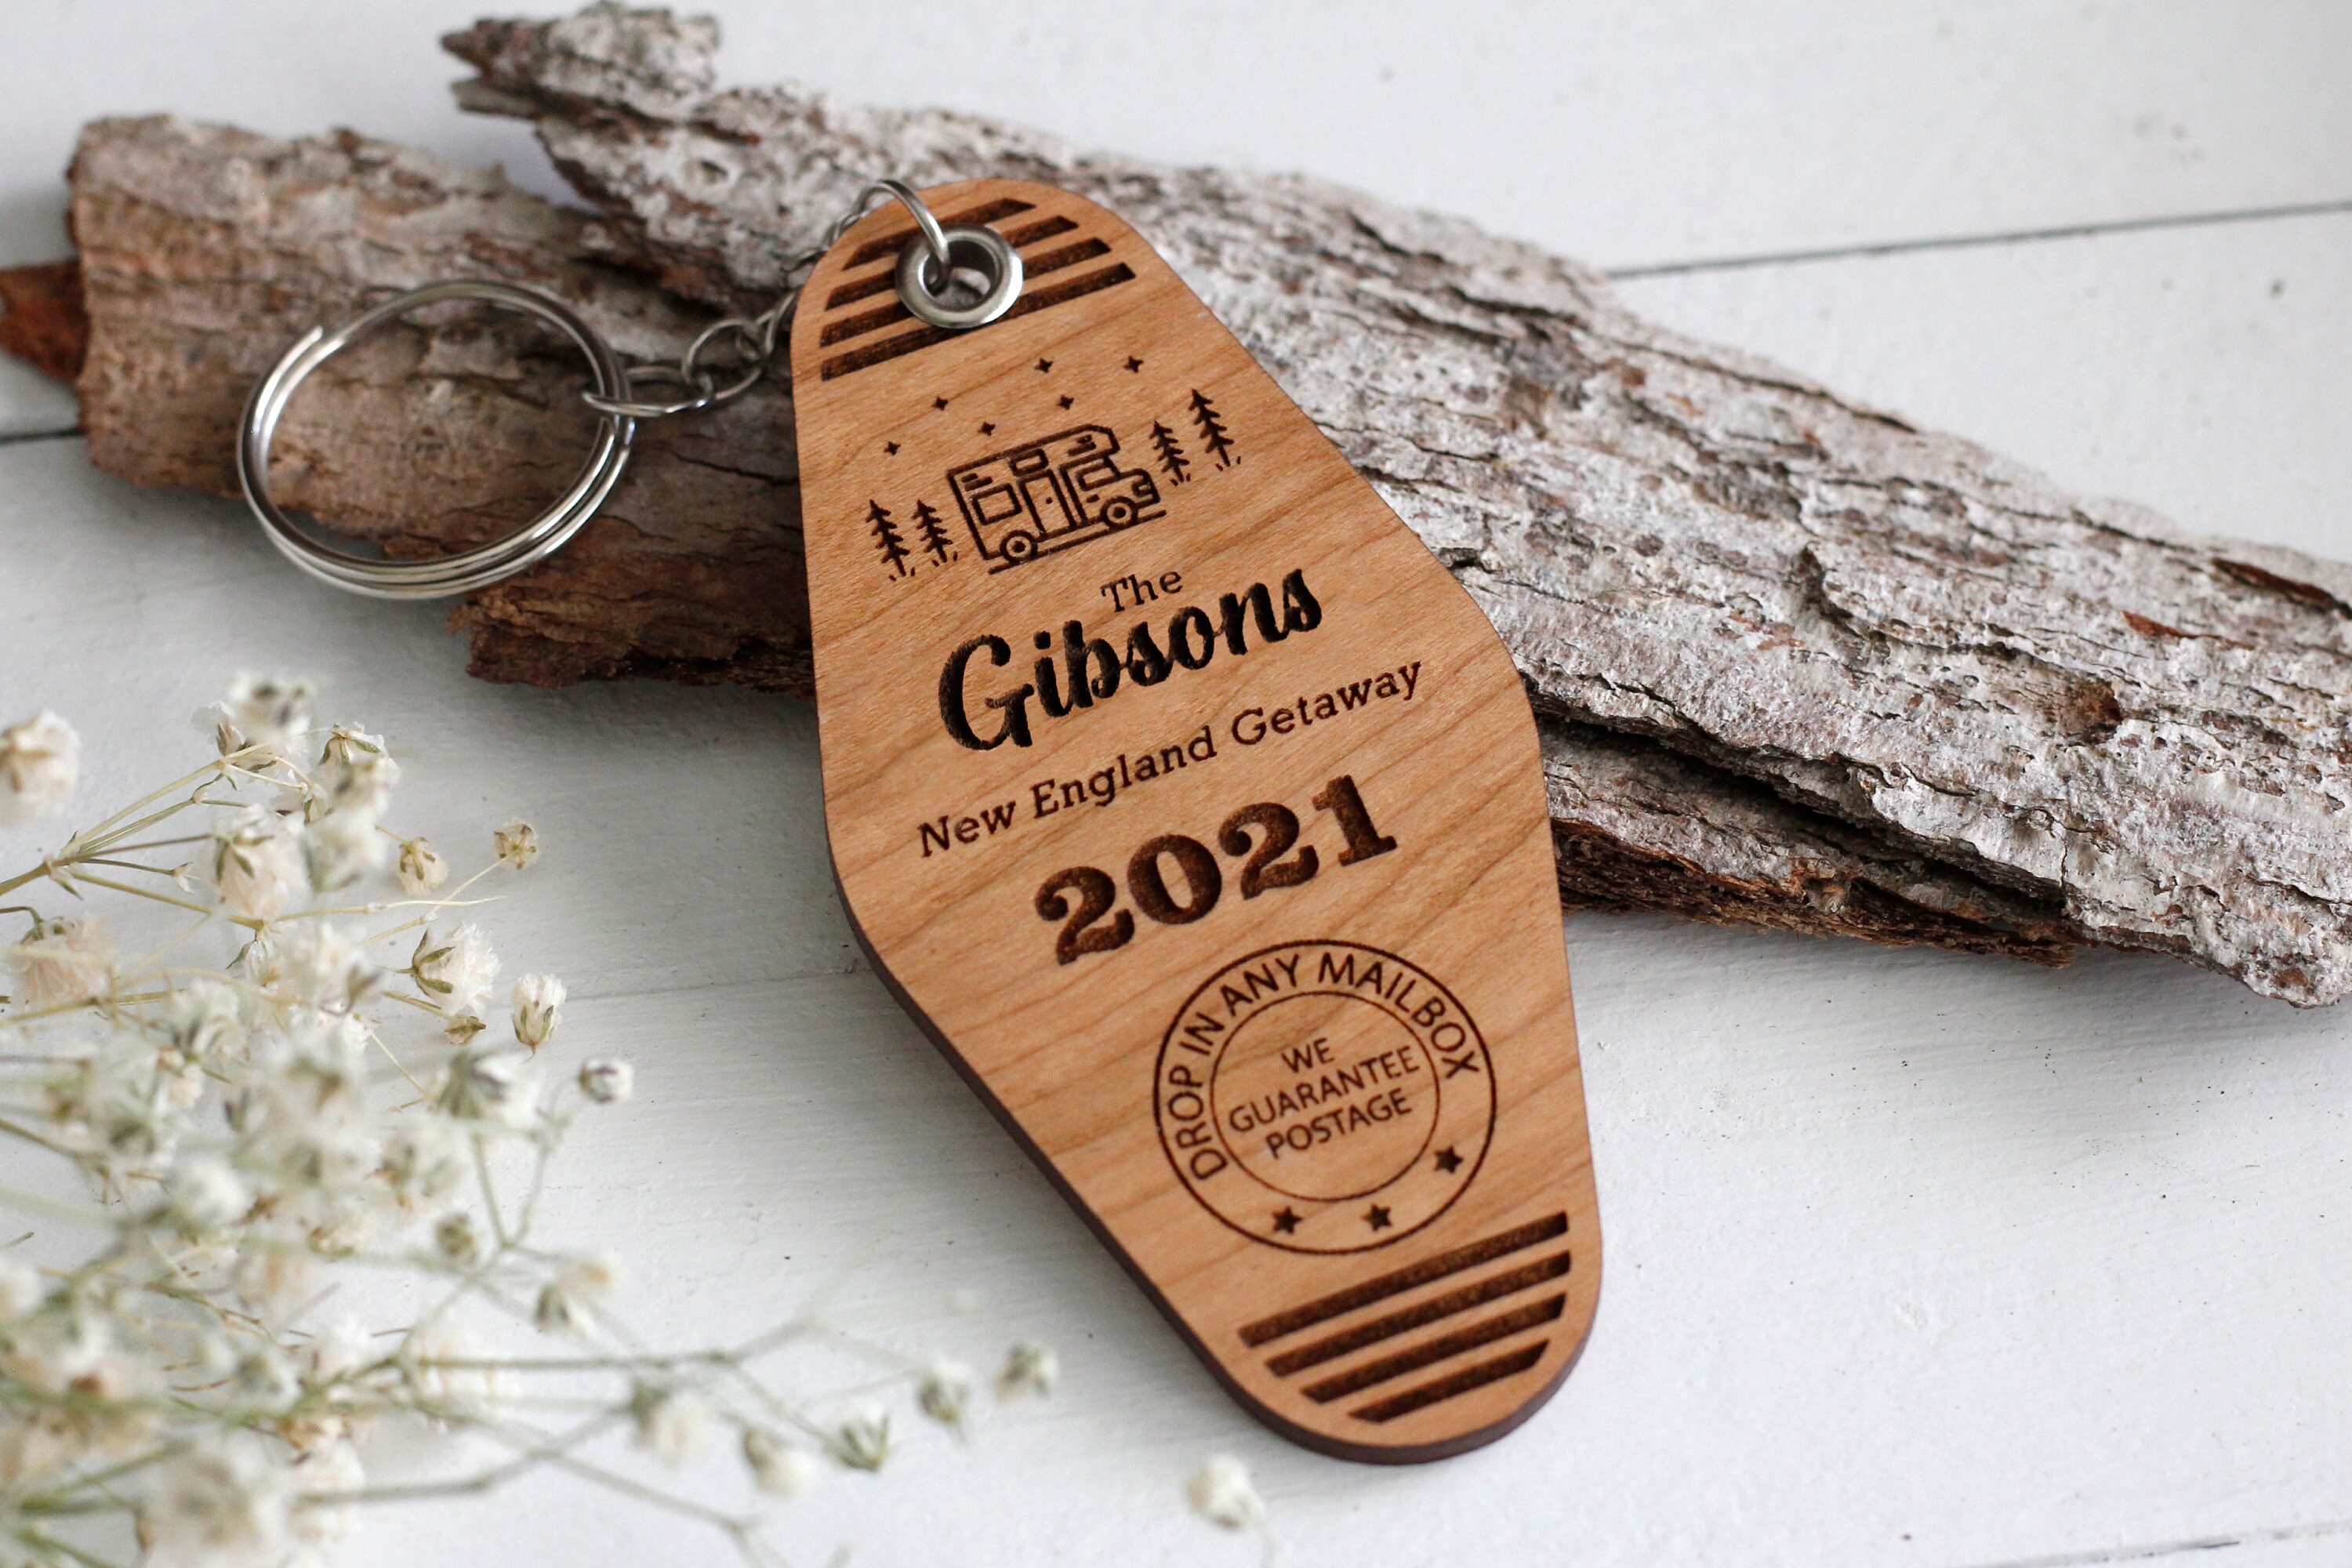 The
Gibsons
New England Getaway
2021
DROP IN ANY MAILBOX
WE
GUARANTEE
POSTAGE